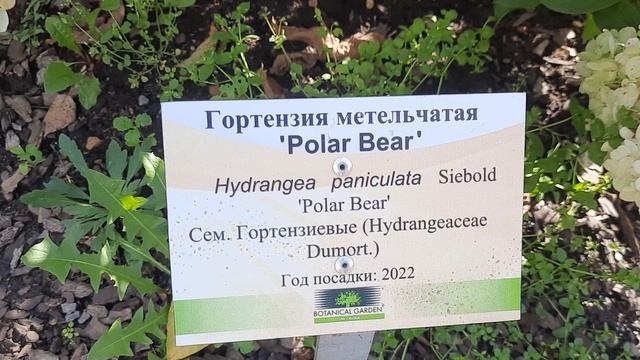 Гортензия метельчатая
'Polar Bear'
Hydrangea paniculata Siebold
'Polar Bear'
Сем. Гортензиевые (Hydrangeaceae
Dumort.)
Год посадки: 2022
BOTANICAL GARDEN